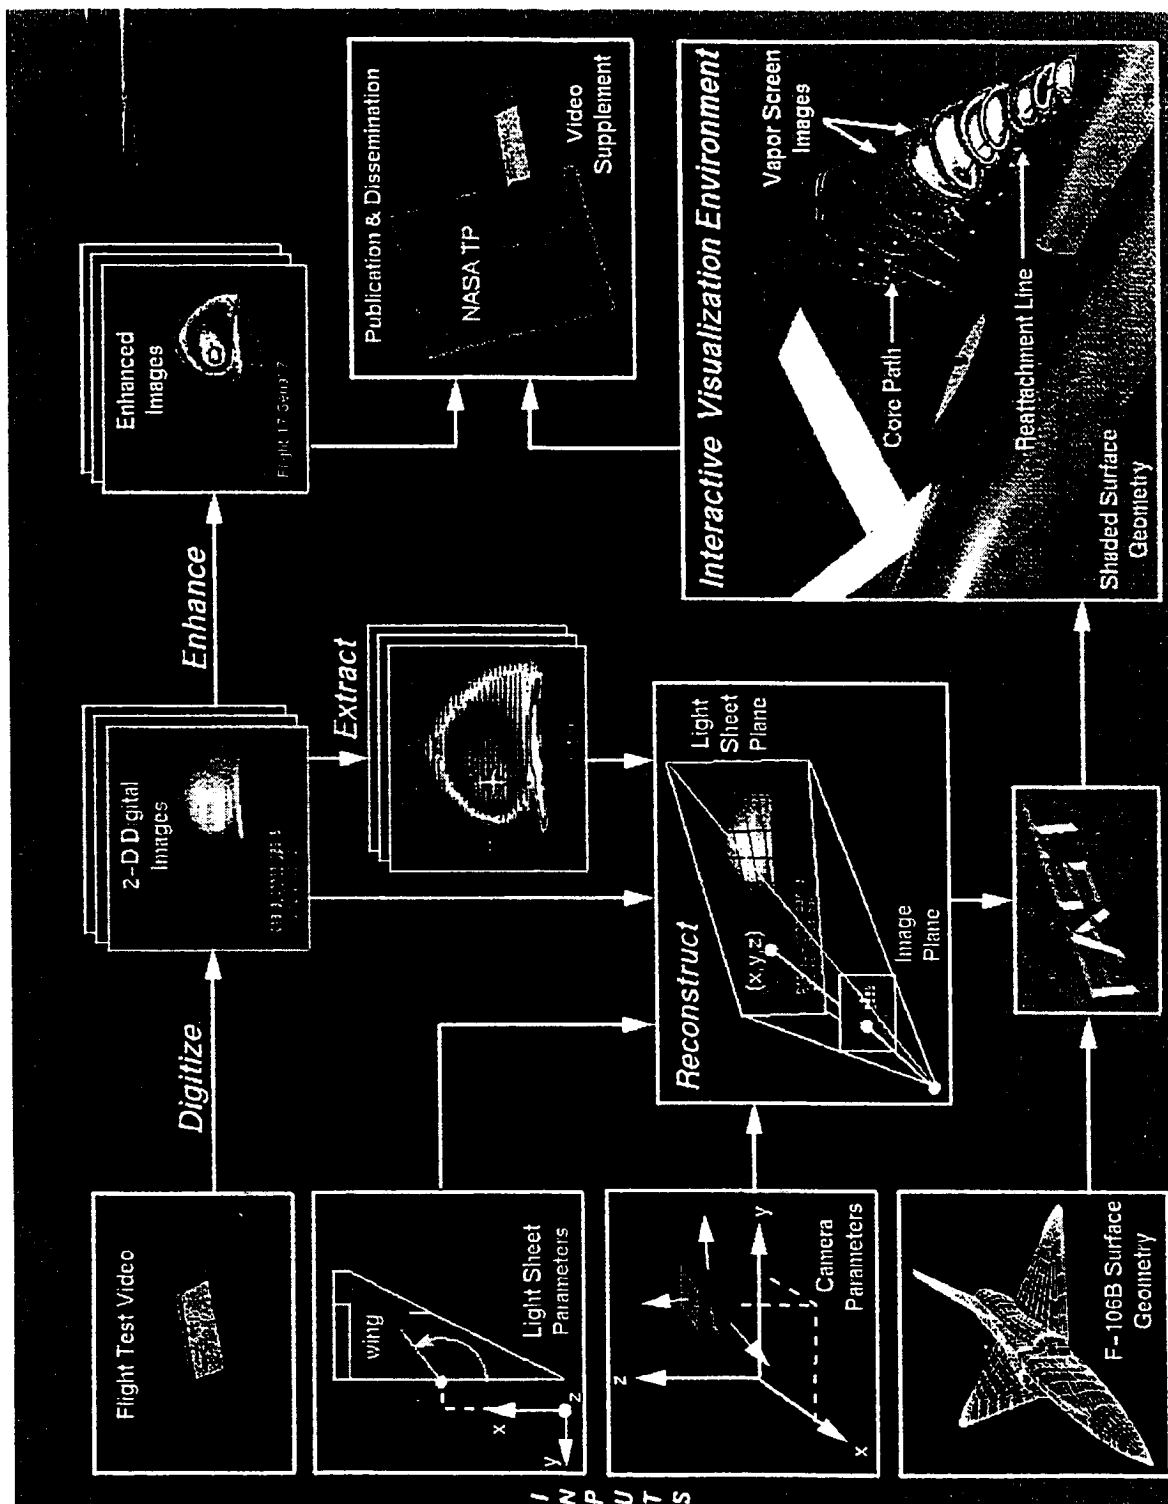 INPUTS
Flight Test Video
wing
x
y
z
Light Sheet
Parameters
z
y
x
Camera
Parameters
F-106B Surface
Geometry
Digitize
2-D Digital
Images
Enhance
Enhanced
Images
Extract
Reconstruct
(x,y,z)
Light
Sheet
Plane
Image
Plane
Publication & Dissemination
NASA TP
Video
Supplement
Interactive Visualization Environment
Vapor Screen
Images
Core Path
Reattachment Line
Shaded Surface
Geometry